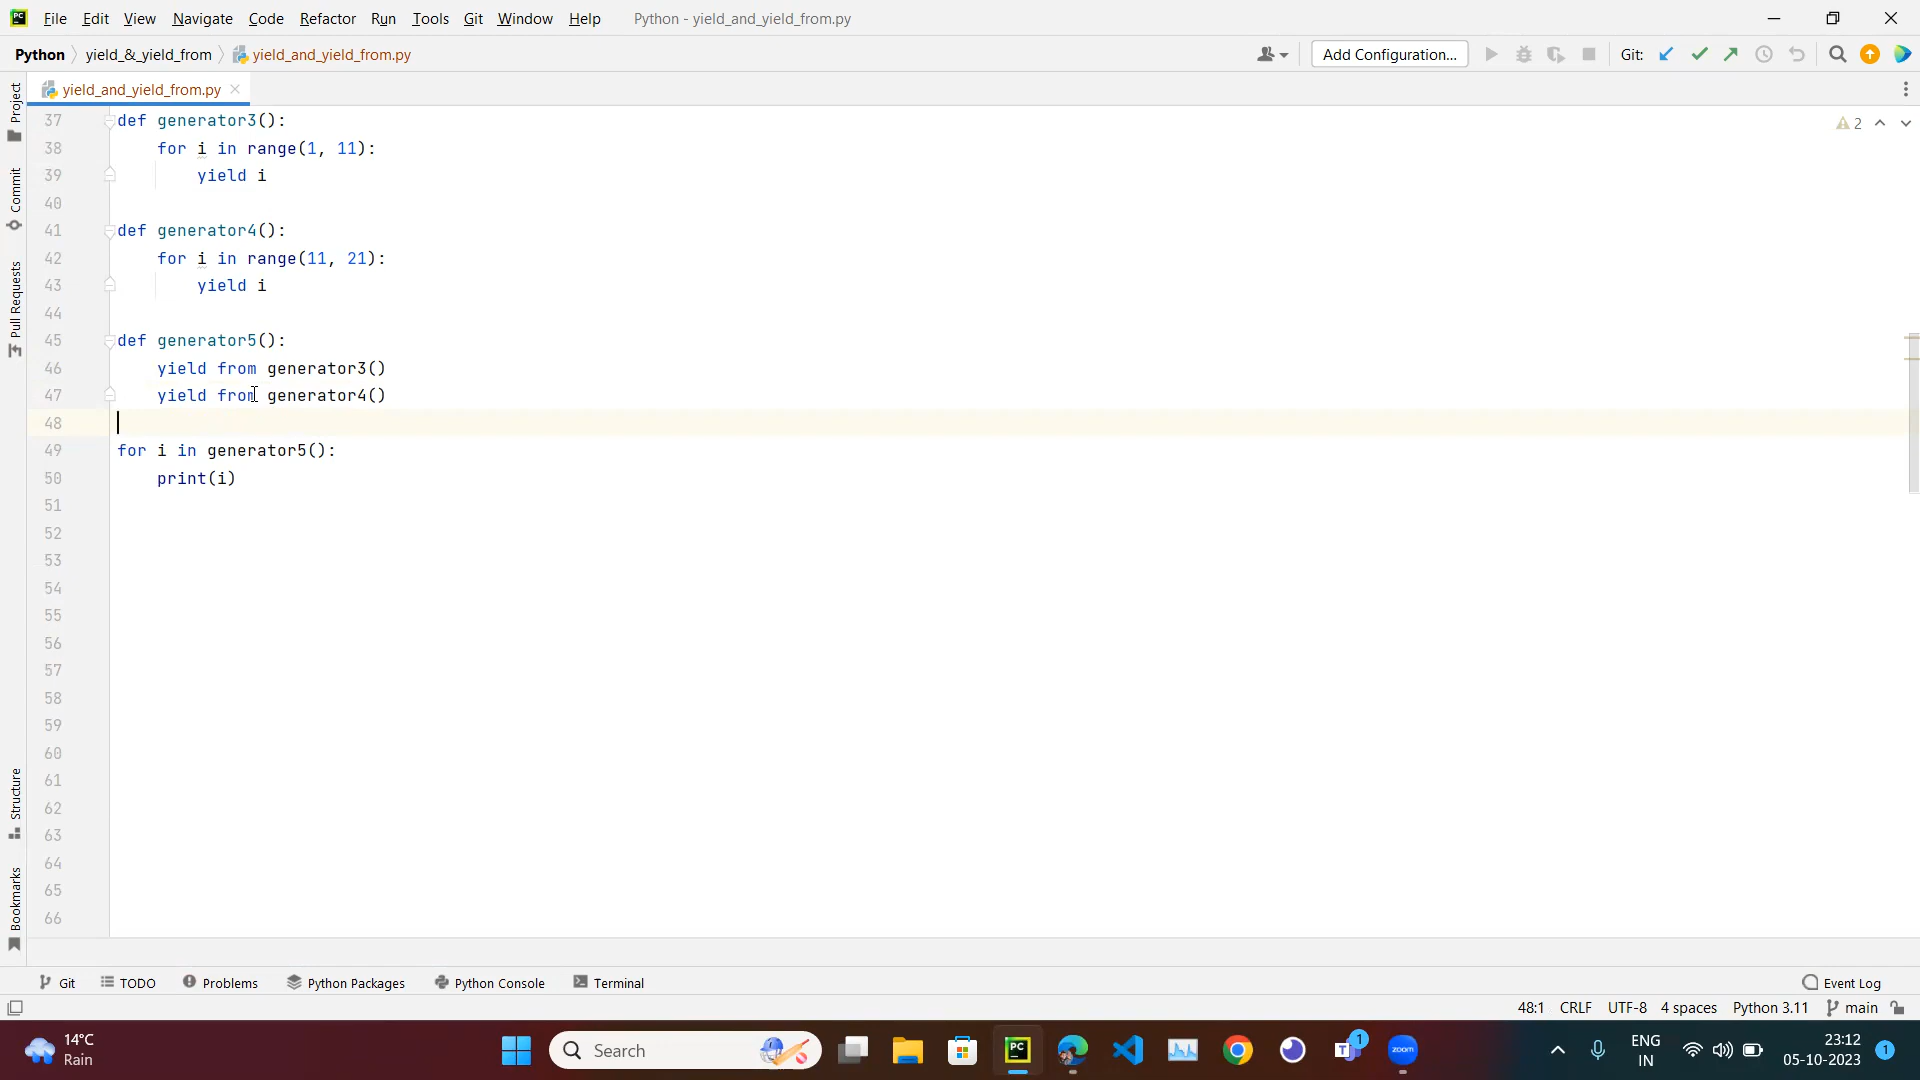 PC File Edit View Navigate Code Refactor Run Tools Git Window Help Python - yield_and_yield_from.py
Python yield_&_yield_from yield_and_yield_from.py Add Configuration... Git:
yield_and_yield_from.py
Project
Commit
Pull Requests
Structure
Bookmarks
2
37 def generator3():
38 for i in range(1, 11):
39 yield i
40
41 def generator4():
42 for i in range(11, 21):
43 yield i
44
45 def generator5():
46 yield from generator3()
47 yield from generator4()
48
49 for i in generator5():
50 print(i)
51
52
53
54
55
56
57
58
59
60
61
62
63
64
65
66
Git TODO Problems Python Packages Python Console Terminal Event Log
48:1 CRLF UTF-8 4 spaces Python 3.11 main
14°C
Rain
Search
PC
T
1
zoom
ENG
IN
23:12
05-10-2023
1